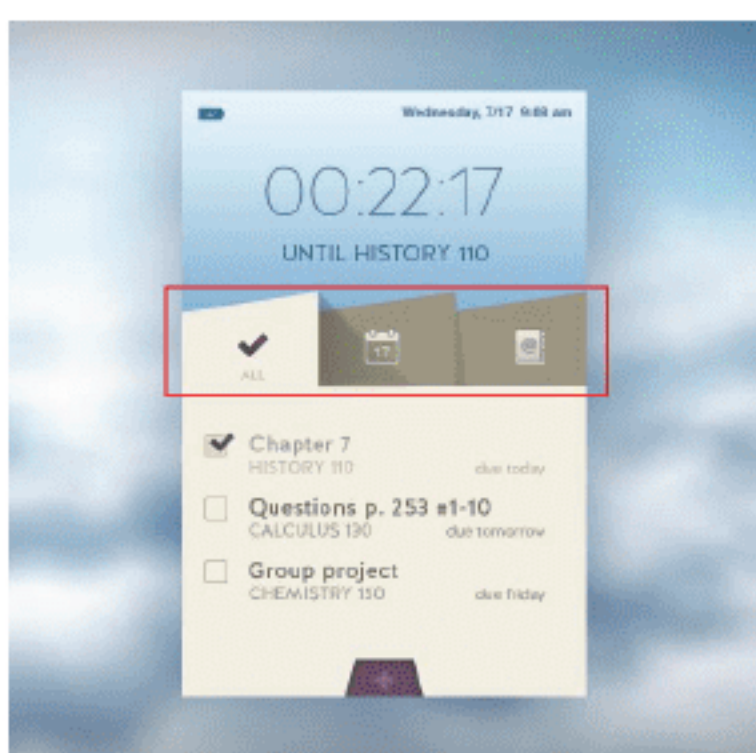 Wednesday, 7/17 9:48 am
00:22:17
UNTIL HISTORY 110
17
@
ALL
Chapter 7
HISTORY 110
due today
Questions p. 253 #1-10
CALCULUS 130
due tomorrow
Group project
CHEMISTRY 150
due friday
+